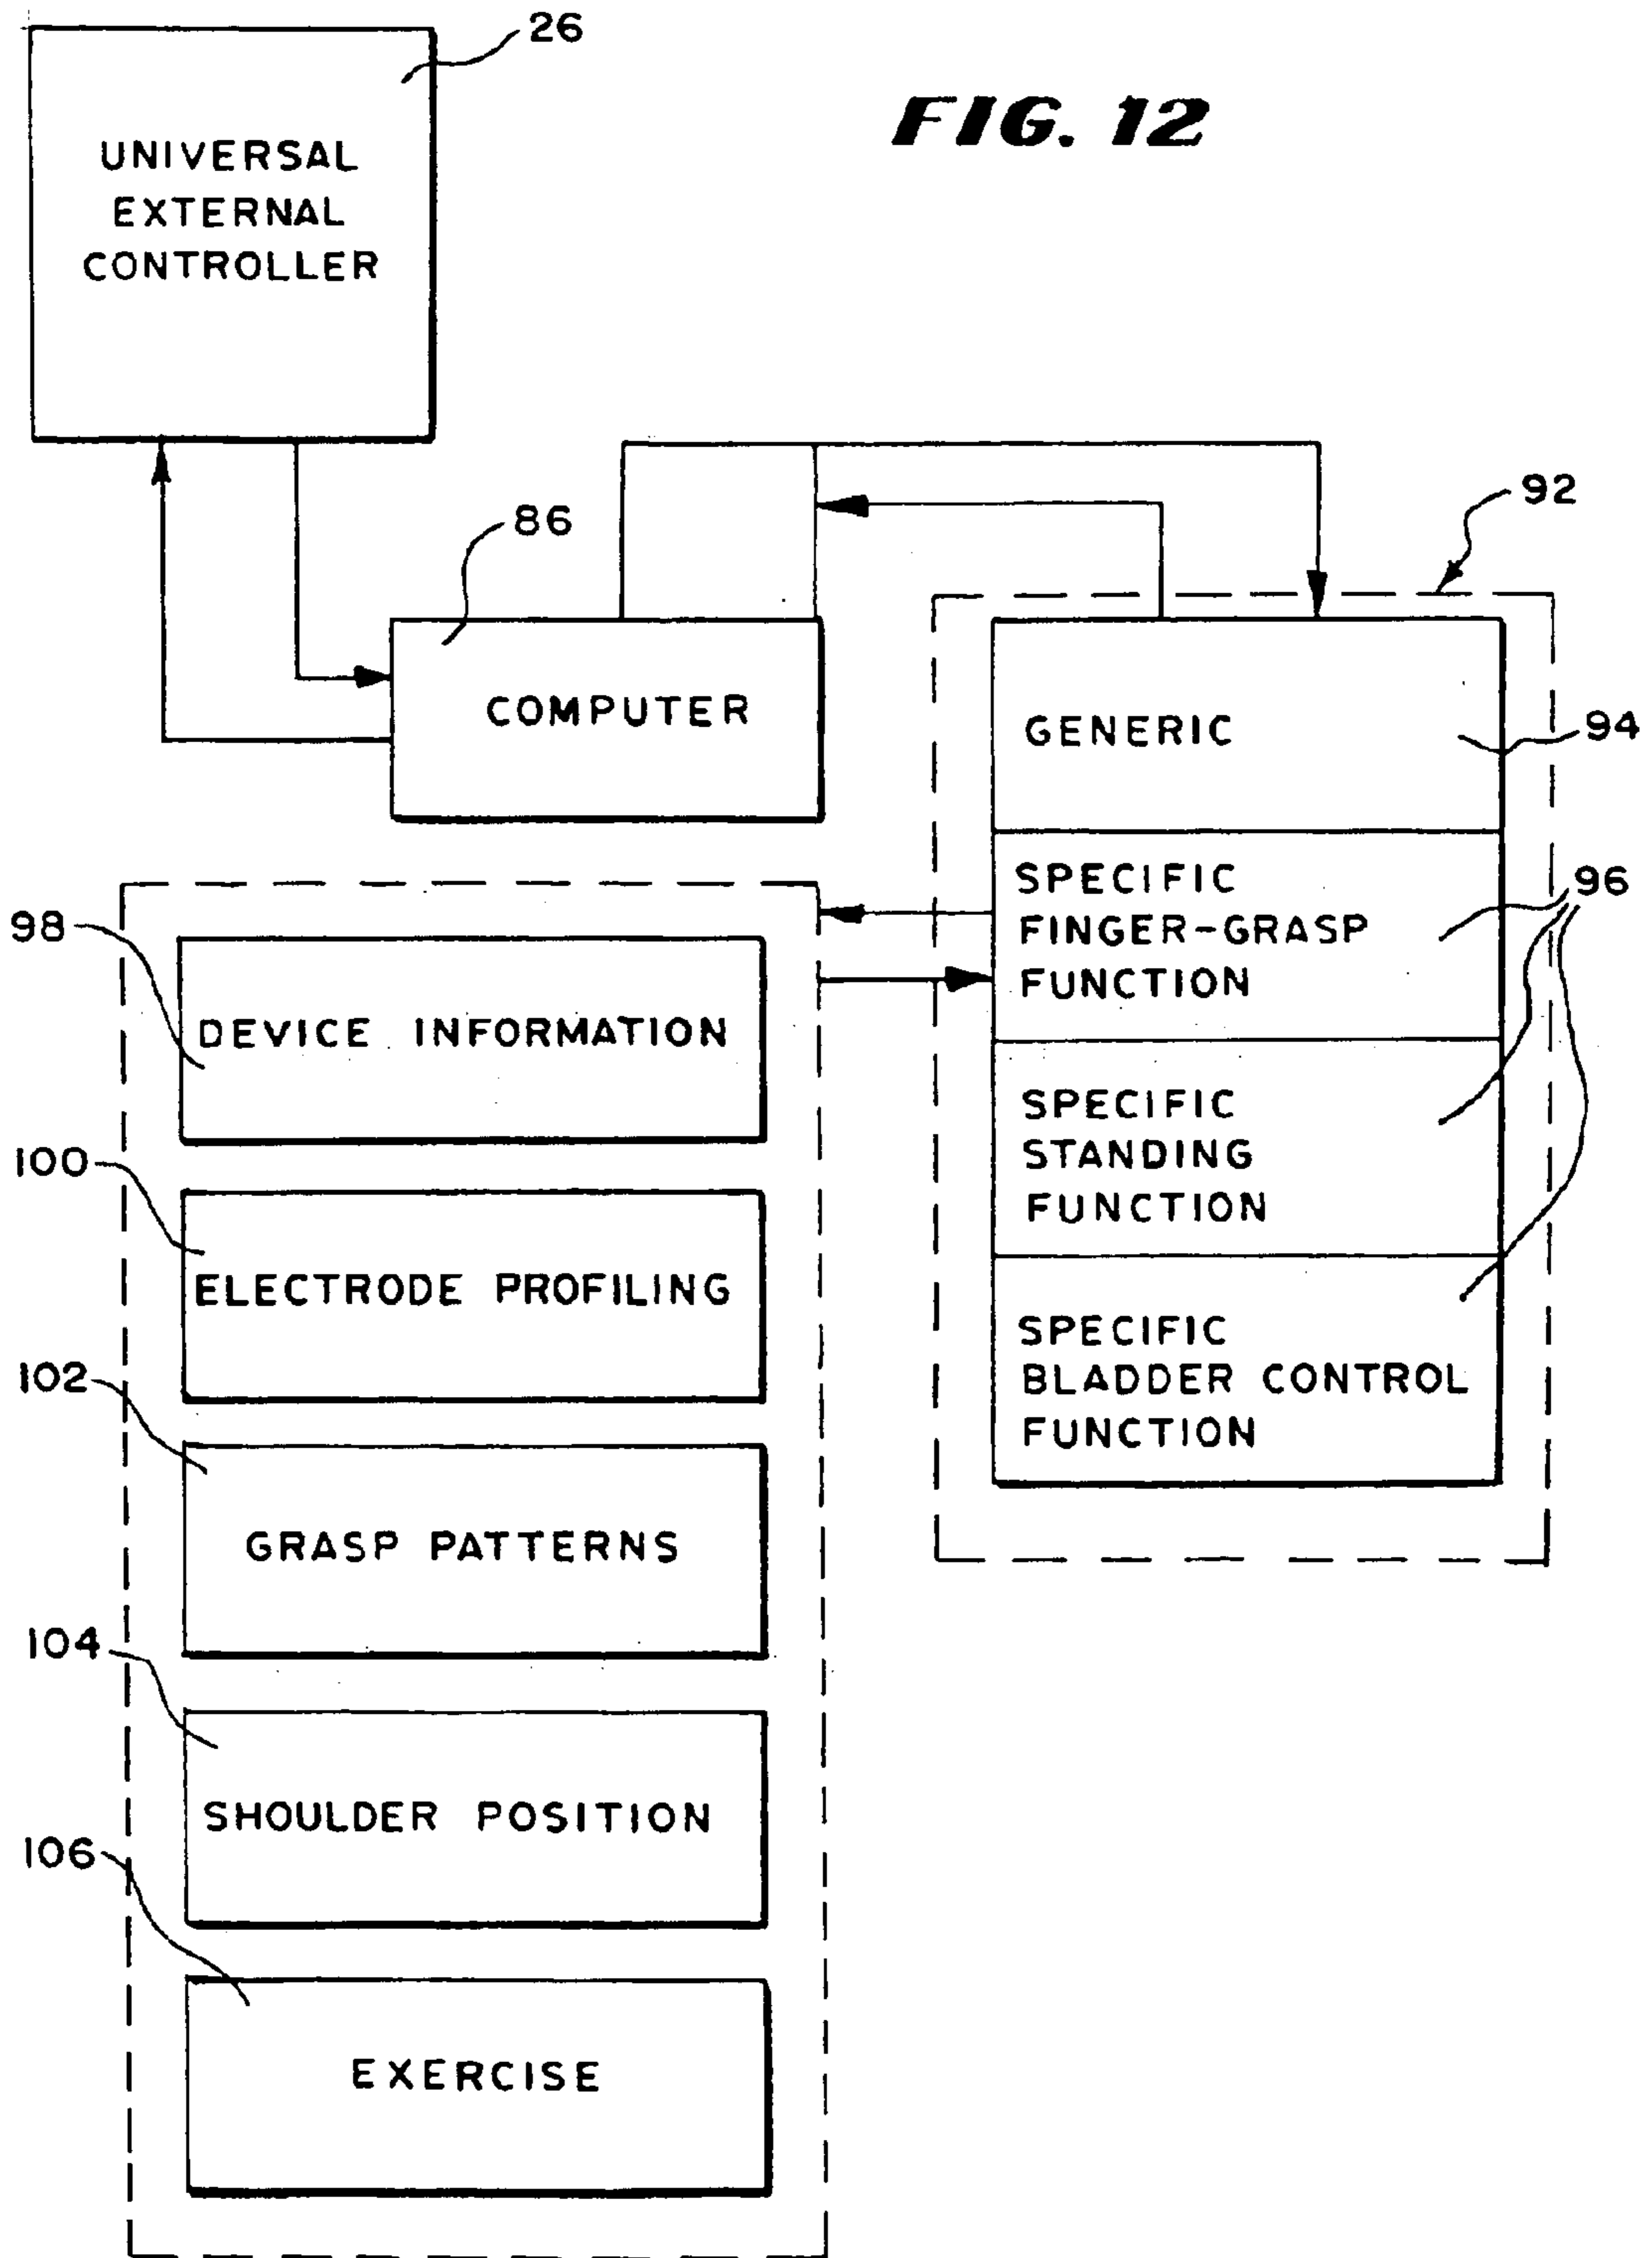 26
FIG. 12
UNIVERSAL
EXTERNAL
CONTROLLER
92
86
COMPUTER
GENERIC
94
SPECIFIC
FINGER-GRASP
FUNCTION
96
98
DEVICE INFORMATION
SPECIFIC
STANDING
FUNCTION
100
ELECTRODE PROFILING
SPECIFIC
BLADDER CONTROL
FUNCTION
102
GRASP PATTERNS
104
SHOULDER POSITION
106
EXERCISE